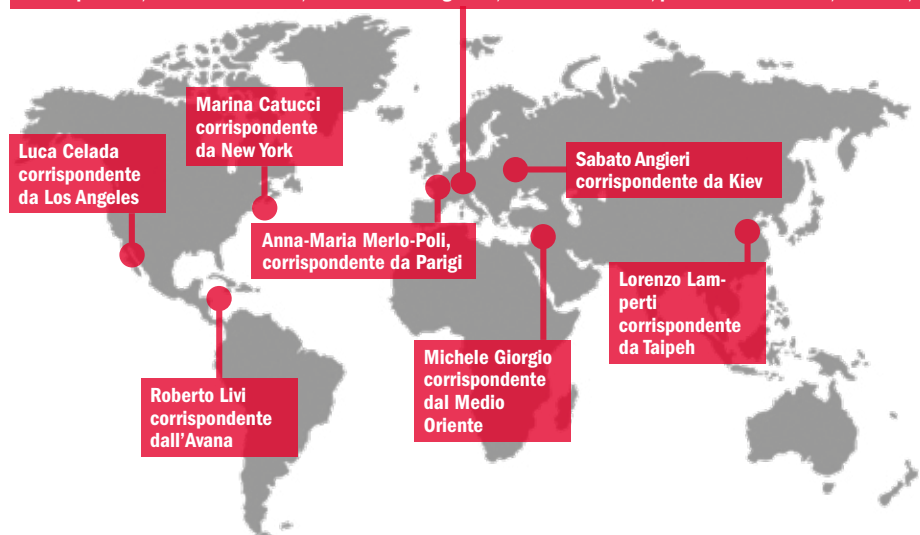 Marina Catucci
corrispondente
da New York
Luca Celada
corrispondente
da Los Angeles
Sabato Angieri
corrispondente da Kiev
Anna-Maria Merlo-Poli,
corrispondente da Parigi
Lorenzo Lam-
perti
corrispondente
da Taipeh
Michele Giorgio
corrispondente
dal Medio
Oriente
Roberto Livi
corrispondente
dall'Avana